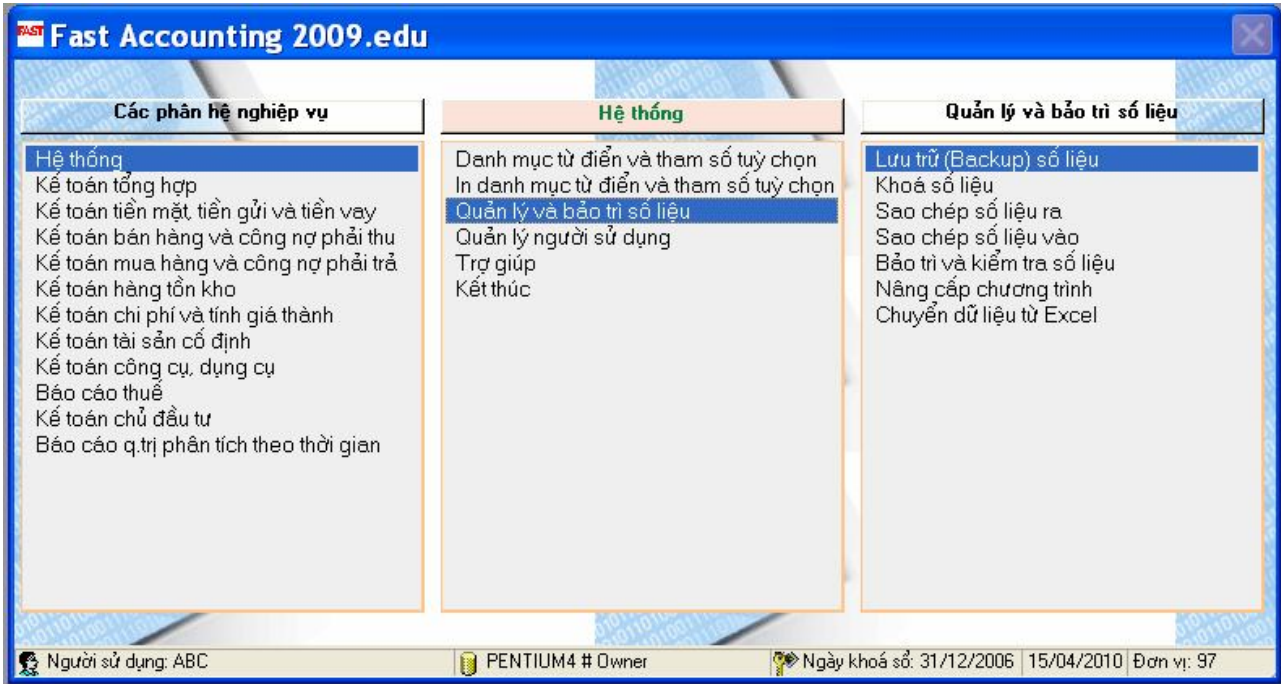 FAST Fast Accounting 2009.edu
Các phân hệ nghiệp vụ
Hệ thống
Kế toán tổng hợp
Kế toán tiền mặt, tiền gửi và tiền vay
Kế toán bán hàng và công nợ phải thu
Kế toán mua hàng và công nợ phải trả
Kế toán hàng tồn kho
Kế toán chi phí và tính giá thành
Kế toán tài sản cố định
Kế toán công cụ, dụng cụ
Báo cáo thuế
Kế toán chủ đầu tư
Báo cáo q.trị phân tích theo thời gian
Hệ thống
Danh mục từ điển và tham số tuỳ chọn
In danh mục từ điển và tham số tuỳ chọn
Quản lý và bảo trì số liệu
Quản lý người sử dụng
Trợ giúp
Kết thúc
Quản lý và bảo trì số liệu
Lưu trữ (Backup) số liệu
Khoá số liệu
Sao chép số liệu ra
Sao chép số liệu vào
Bảo trì và kiểm tra số liệu
Nâng cấp chương trình
Chuyển dữ liệu từ Excel
Người sử dụng: ABC
PENTIUM4 # Owner
Ngày khoá sổ: 31/12/2006
15/04/2010
Đơn vị: 97